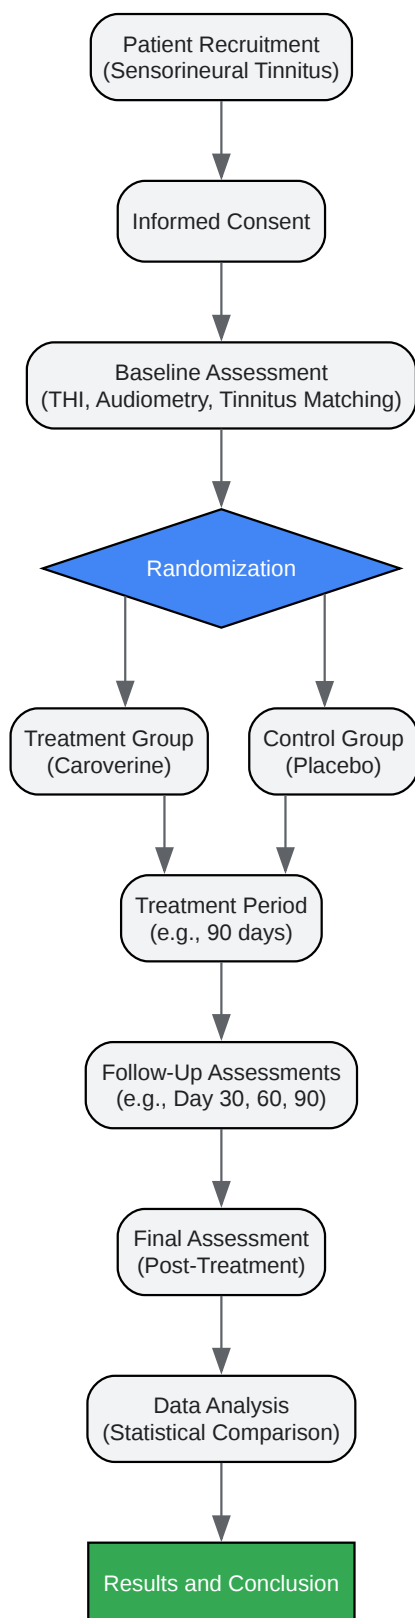 Patient Recruitment
(Sensorineural Tinnitus)
Informed Consent
Baseline Assessment
(THI, Audiometry, Tinnitus Matching)
Randomization
Treatment Group
(Caroverine)
Control Group
(Placebo)
Treatment Period
(e.g., 90 days)
Follow-Up Assessments
(e.g., Day 30, 60, 90)
Final Assessment
(Post-Treatment)
Data Analysis
(Statistical Comparison)
Results and Conclusion